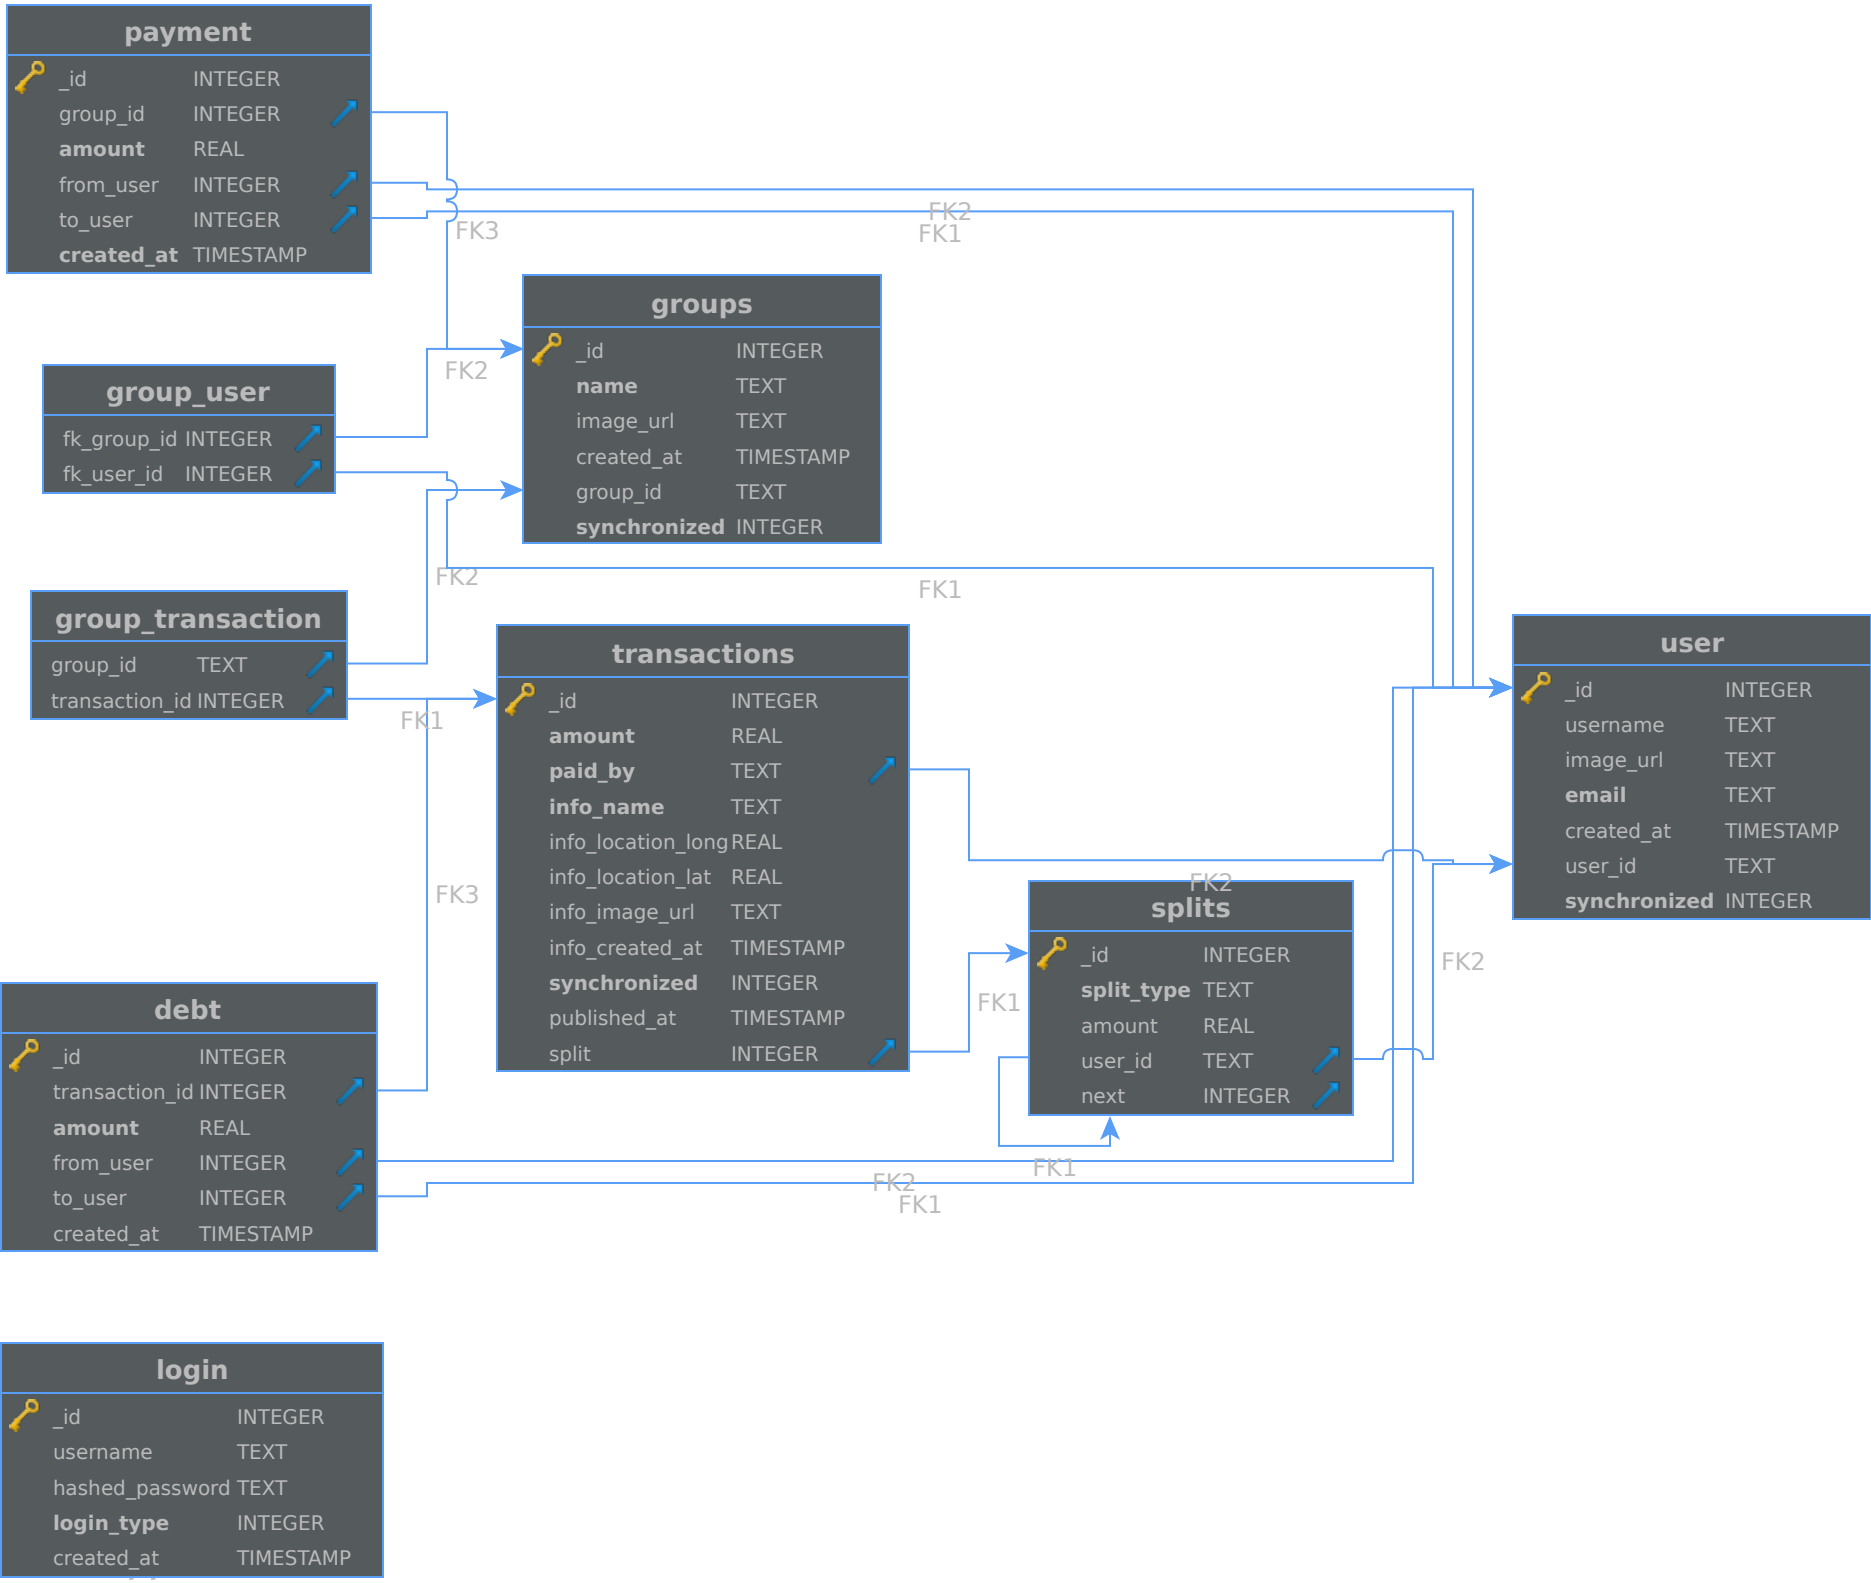 payment
_id INTEGER
group_id INTEGER
amount REAL
from_user INTEGER
to_user INTEGER
created_at TIMESTAMP
FK3
FK2
FK1
groups
_id INTEGER
name TEXT
image_url TEXT
created_at TIMESTAMP
group_id TEXT
synchronized INTEGER
FK2
group_user
fk_group_id INTEGER
fk_user_id INTEGER
FK2
FK1
group_transaction
group_id TEXT
transaction_id INTEGER
FK1
transactions
_id INTEGER
amount REAL
paid_by TEXT
info_name TEXT
info_location_long REAL
info_location_lat REAL
info_image_url TEXT
info_created_at TIMESTAMP
synchronized INTEGER
published_at TIMESTAMP
split INTEGER
user
_id INTEGER
username TEXT
image_url TEXT
email TEXT
created_at TIMESTAMP
user_id TEXT
synchronized INTEGER
FK3
FK2
splits
_id INTEGER
split_type TEXT
amount REAL
user_id TEXT
next INTEGER
FK1
FK2
FK1
debt
_id INTEGER
transaction_id INTEGER
amount REAL
from_user INTEGER
to_user INTEGER
created_at TIMESTAMP
FK2
FK1
login
_id INTEGER
username TEXT
hashed_password TEXT
login_type INTEGER
created_at TIMESTAMP